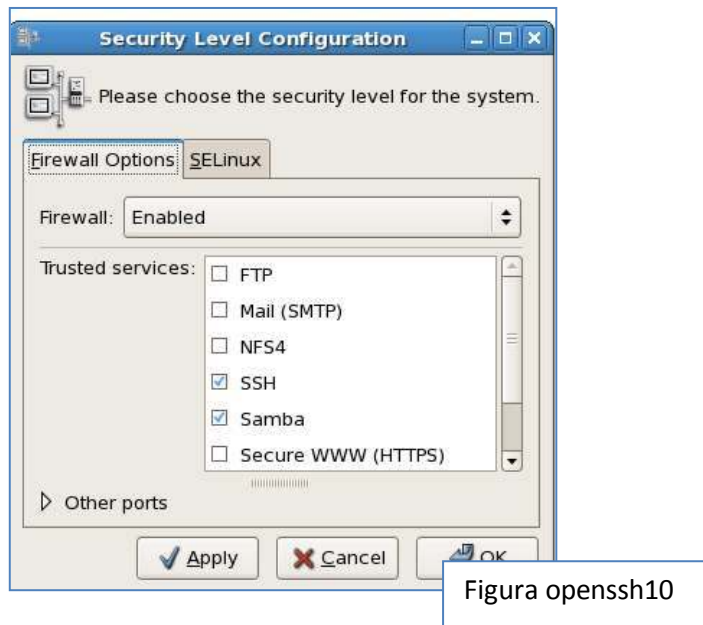 Security Level Configuration
Please choose the security level for the system.
Firewall Options SELinux
Firewall: Enabled
Trusted services: FTP
Mail (SMTP)
NFS4
SSH
Samba
Secure WWW (HTTPS)
Other ports
Apply Cancel OK
Figura openssh10